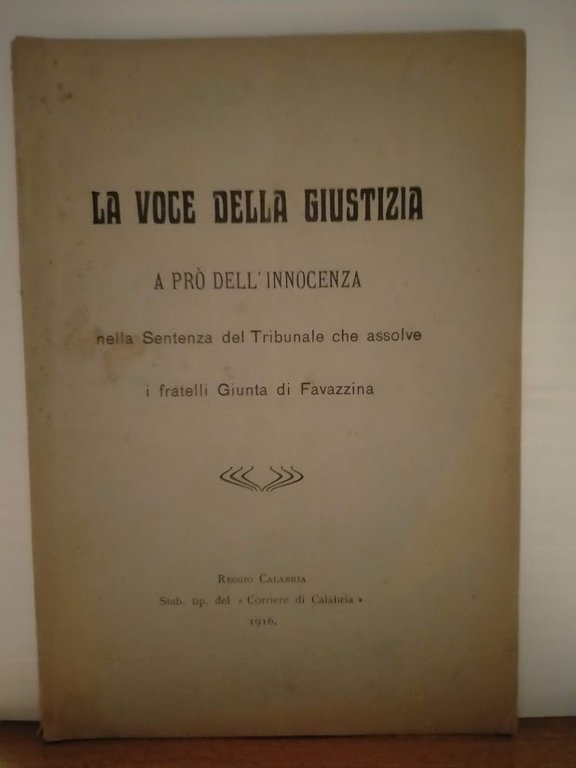 LA VOCE DELLA GIUSTIZIA
A PRÒ DELL'INNOCENZA
nella Sentenza del Tribunale che assolve
i fratelli Giunta di Favazzina
REGGIO CALABRIA
Stab. tip. del « Corriere di Calabria »
1916.